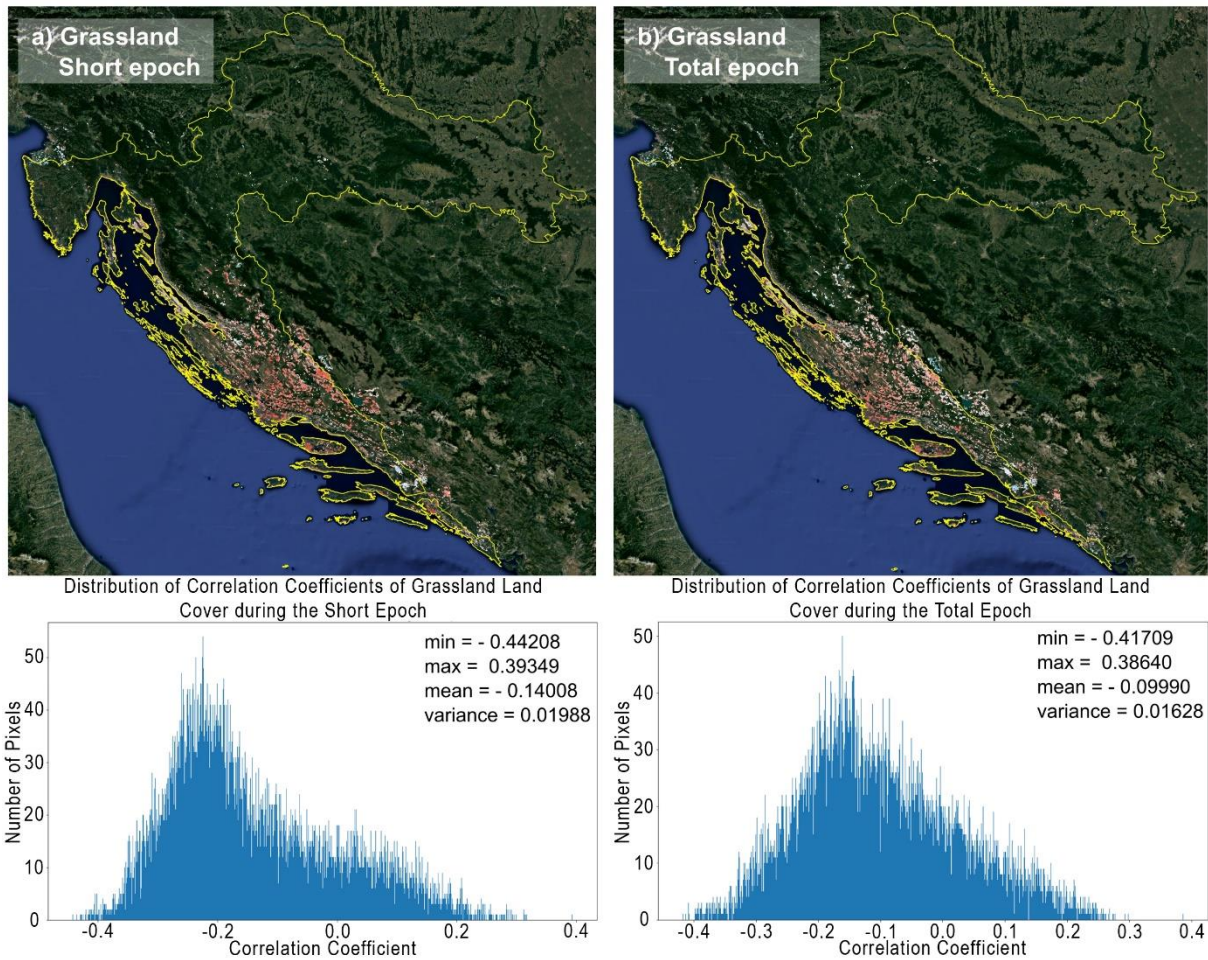 a) Grassland
Short epoch
b) Grassland
Total epoch
Distribution of Correlation Coefficients of Grassland Land
Cover during the Short Epoch
min = - 0.44208
max = 0.39349
mean = - 0.14008
variance = 0.01988
Number of Pixels
50
40
30
20
10
0
-0.4
-0.2
0.0
0.2
0.4
Correlation Coefficient
Distribution of Correlation Coefficients of Grassland Land
Cover during the Total Epoch
min = - 0.41709
max = 0.38640
mean = - 0.09990
variance = 0.01628
Number of Pixels
50
40
30
20
10
0
-0.4
-0.3
-0.2
-0.1
0.0
0.1
0.2
0.3
0.4
Correlation Coefficient